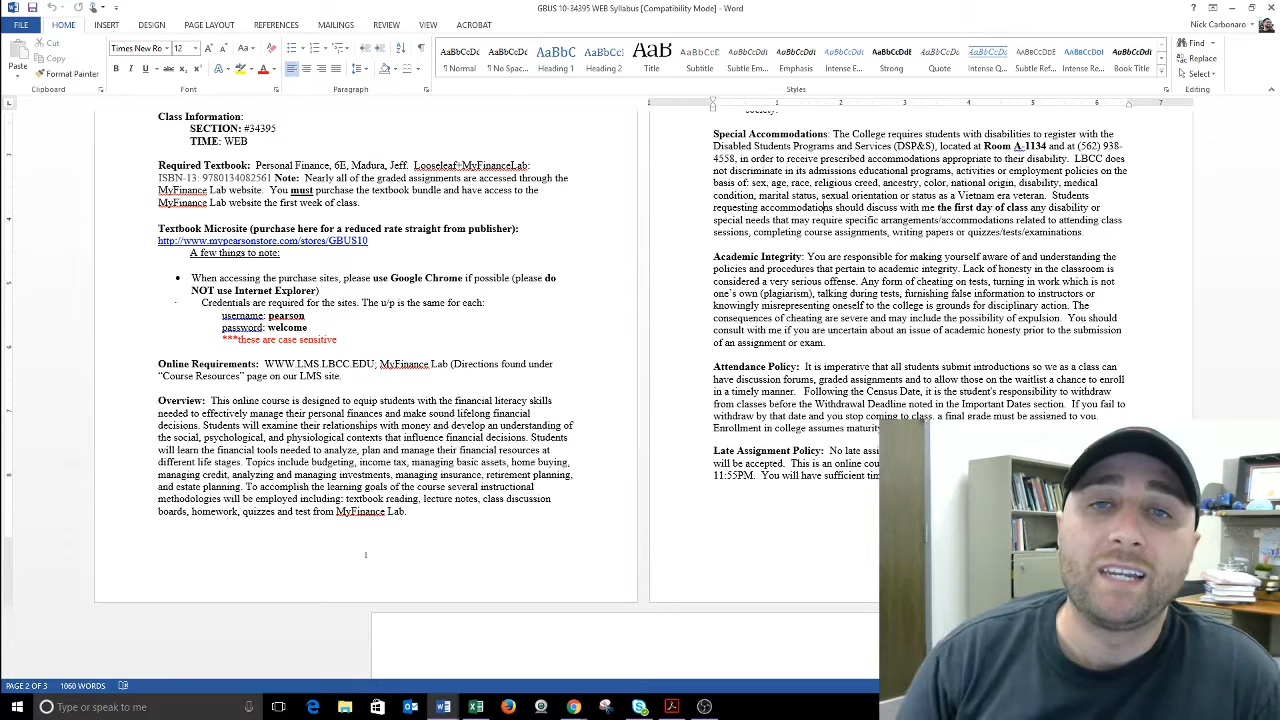 GBUS 10-34395 WEB Syllabus [Compatibility Mode] - Word
FILE HOME INSERT DESIGN PAGE LAYOUT REFERENCES MAILINGS REVIEW VIEW ACROBAT
Nick Carbonaro
Paste
Cut
Copy
Format Painter
Clipboard
Times New Ro 12
Font
Paragraph
AaBbCcDc AaBbCcDc AaBbC AaBbCcI AaB AaBbCcD AaBbCcDc AaBbCcDc AaBbCcDc AaBbCcDc AaBbCcDc AaBbCcDc AaBbCcDdE AaBbCcDc AaBbCcDc
¶ Normal ¶ No Spac... Heading 1 Heading 2 Title Subtitle Subtle Em... Emphasis Intense E... Strong Quote Intense Q... Subtle Ref... Intense Re... Book Title
Styles
Find
Replace
Select
Editing
1 1 2 3 4 5 6 7
Class Information:
SECTION: #34395
TIME: WEB
Required Textbook: Personal Finance, 6E, Madura, Jeff. Looseleaf+MyFinanceLab:
ISBN-13: 9780134082561 Note: Nearly all of the graded assignments are accessed through the
MyFinance Lab website. You must purchase the textbook bundle and have access to the
MyFinance Lab website the first week of class.
Textbook Microsite (purchase here for a reduced rate straight from publisher):
http://www.mypearsonstore.com/stores/GBUS10
A few things to note:
• When accessing the purchase sites, please use Google Chrome if possible (please do
NOT use Internet Explorer)
· Credentials are required for the sites. The u/p is the same for each:
username: pearson
password: welcome
***these are case sensitive
Online Requirements: WWW.LMS.LBCC.EDU; MyFinance Lab (Directions found under
“Course Resources” page on our LMS site.
Overview: This online course is designed to equip students with the financial literacy skills
needed to effectively manage their personal finances and make sound lifelong financial
decisions. Students will examine their relationships with money and develop an understanding of
the social, psychological, and physiological contexts that influence financial decisions. Students
will learn the financial tools needed to analyze, plan and manage their financial resources at
different life stages. Topics include budgeting, income tax, managing basic assets, home buying,
managing credit, analyzing and managing investments, managing insurance, retirement planning,
and estate planning. To accomplish the learning goals of the course several instructional
methodologies will be employed including: textbook reading, lecture notes, class discussion
boards, homework, quizzes and test from MyFinance Lab.
1
society.
Special Accommodations: The College requires students with disabilities to register with the
Disabled Students Programs and Services (DSP&S), located at Room A-1134 and at (562) 938-
4558, in order to receive prescribed accommodations appropriate to their disability. LBCC does
not discriminate in its admissions educational programs, activities or employment policies on the
basis of: sex, age, race, religious creed, ancestry, color, national origin, disability, medical
condition, marital status, sexual orientation or status as a Vietnam era veteran. Students
requesting accommodations should discuss with me the first day of class any disability or
special needs that may require specific arrangements/accommodations related to attending class
sessions, completing course assignments, writing papers or quizzes/tests/examinations.
Academic Integrity: You are responsible for making yourself aware of and understanding the
policies and procedures that pertain to academic integrity. Lack of honesty in the classroom is
considered a very serious offense. Any form of cheating on tests, turning in work which is not
one’s own (plagiarism), talking during tests, furnishing false information to instructors or
knowingly misrepresenting oneself to the college is grounds for disciplinary action. The
consequences of cheating are severe and may include the possibility of expulsion. You should
consult with me if you are uncertain about an issue of academic honesty prior to the submission
of an assignment or exam.
Attendance Policy: It is imperative that all students submit introductions so we as a class can
have discussion forums, graded assignments and to allow those on the waitlist a chance to enroll
in a timely manner. Following the Census Date, it is the student's responsibility to withdraw
from classes before the Withdrawal Deadline noted in the Important Dates section. If you fail to
withdraw by that date and you stop coming to class, a final grade must be assigned to you.
Enrollment in college assumes maturity
Late Assignment Policy: No late assi
will be accepted. This is an online cou
11:55PM. You will have sufficient tim
PAGE 2 OF 3 1060 WORDS
Type or speak to me